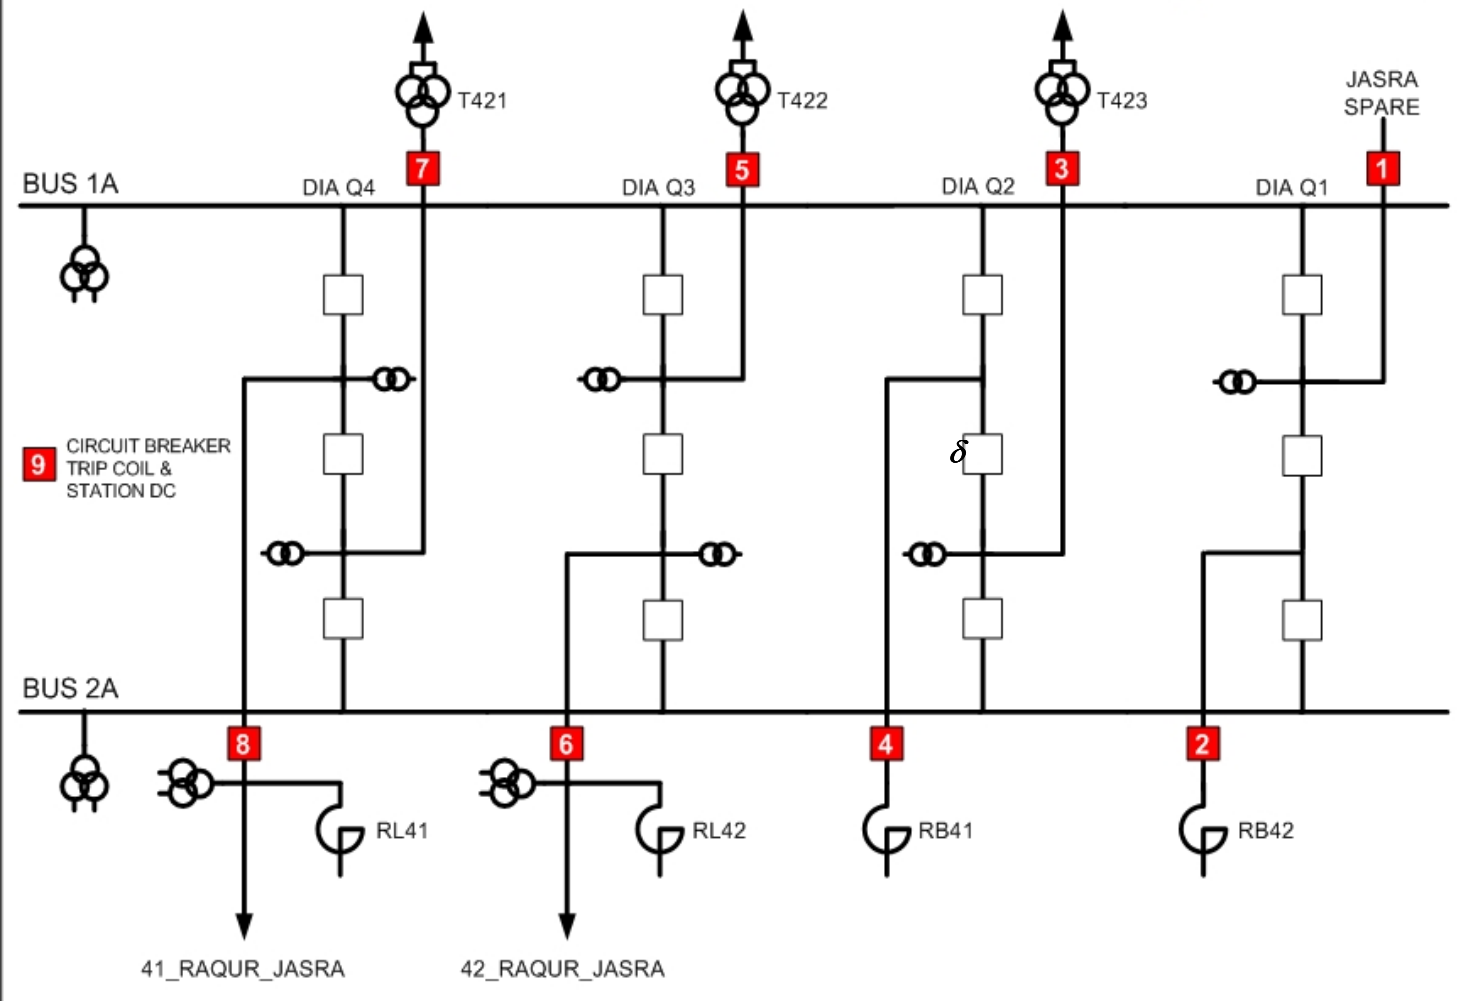 T421
T422
T423
JASRA
SPARE
7
5
3
1
BUS 1A
DIA Q4
DIA Q3
DIA Q2
DIA Q1
9
CIRCUIT BREAKER
TRIP COIL &
STATION DC
δ
BUS 2A
8
6
4
2
RL41
RL42
RB41
RB42
41_RAQUR_JASRA
42_RAQUR_JASRA